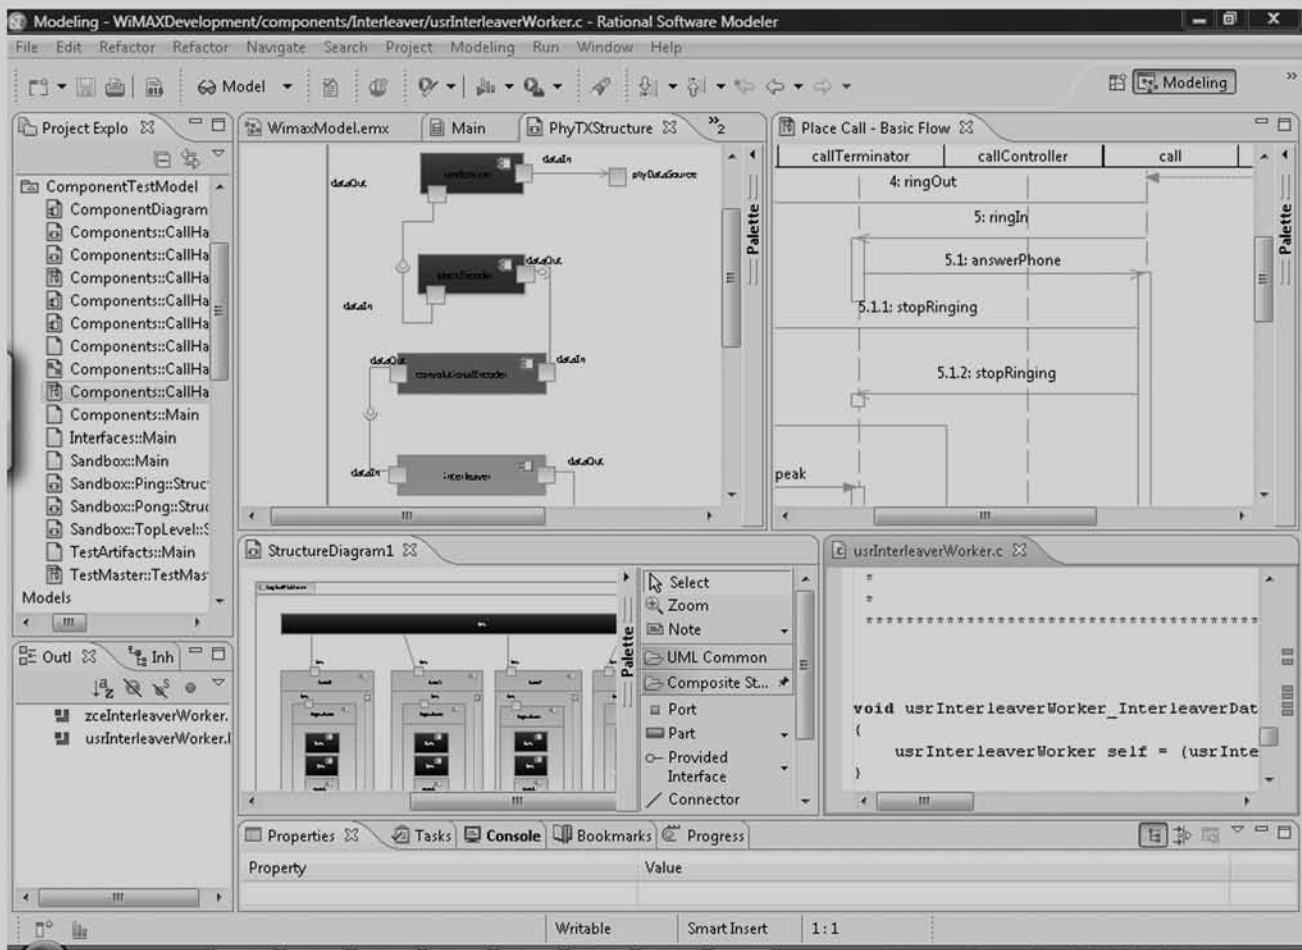 Modeling - WiMAXDevelopment/components/Interleaver/usrInterleaverWorker.c - Rational Software Modeler
File Edit Refactor Refactor Navigate Search Project Modeling Run Window Help
Model
Modeling
Project Explo
ComponentTestModel
ComponentDiagram
Components::CallHa
Components::CallHa
Components::CallHa
Components::CallHa
Components::CallHa
Components::CallHa
Components::CallHa
Components::CallHa
Components::Main
Interfaces::Main
Sandbox::Main
Sandbox::Ping::Struc
Sandbox::Pong::Struc
Sandbox::TopLevel::S
TestArtifacts::Main
TestMaster::TestMas
Models
WimaxModel.emx Main PhyTXStructure 2
dataIn
dataOut
phyDataSource
dataOut
dataIn
dataOut
dataIn
convolutionalEncoder
dataIn
dataOut
interleaver
Palette
Place Call - Basic Flow
callTerminator callController call
4: ringOut
5: ringIn
5.1: answerPhone
5.1.1: stopRinging
5.1.2: stopRinging
peak
Palette
Outl Inh
zceInterleaverWorker.
usrInterleaverWorker.
StructureDiagram1
Palette
Select
Zoom
Note
UML Common
Composite St...
Port
Part
Provided
Interface
Connector
usrInterleaverWorker.c
*
*
***************************************
void usrInterleaverWorker_InterleaverDat
{
usrInterleaverWorker self = (usrInte
}
Properties Tasks Console Bookmarks Progress
Property Value
Writable Smart Insert 1:1